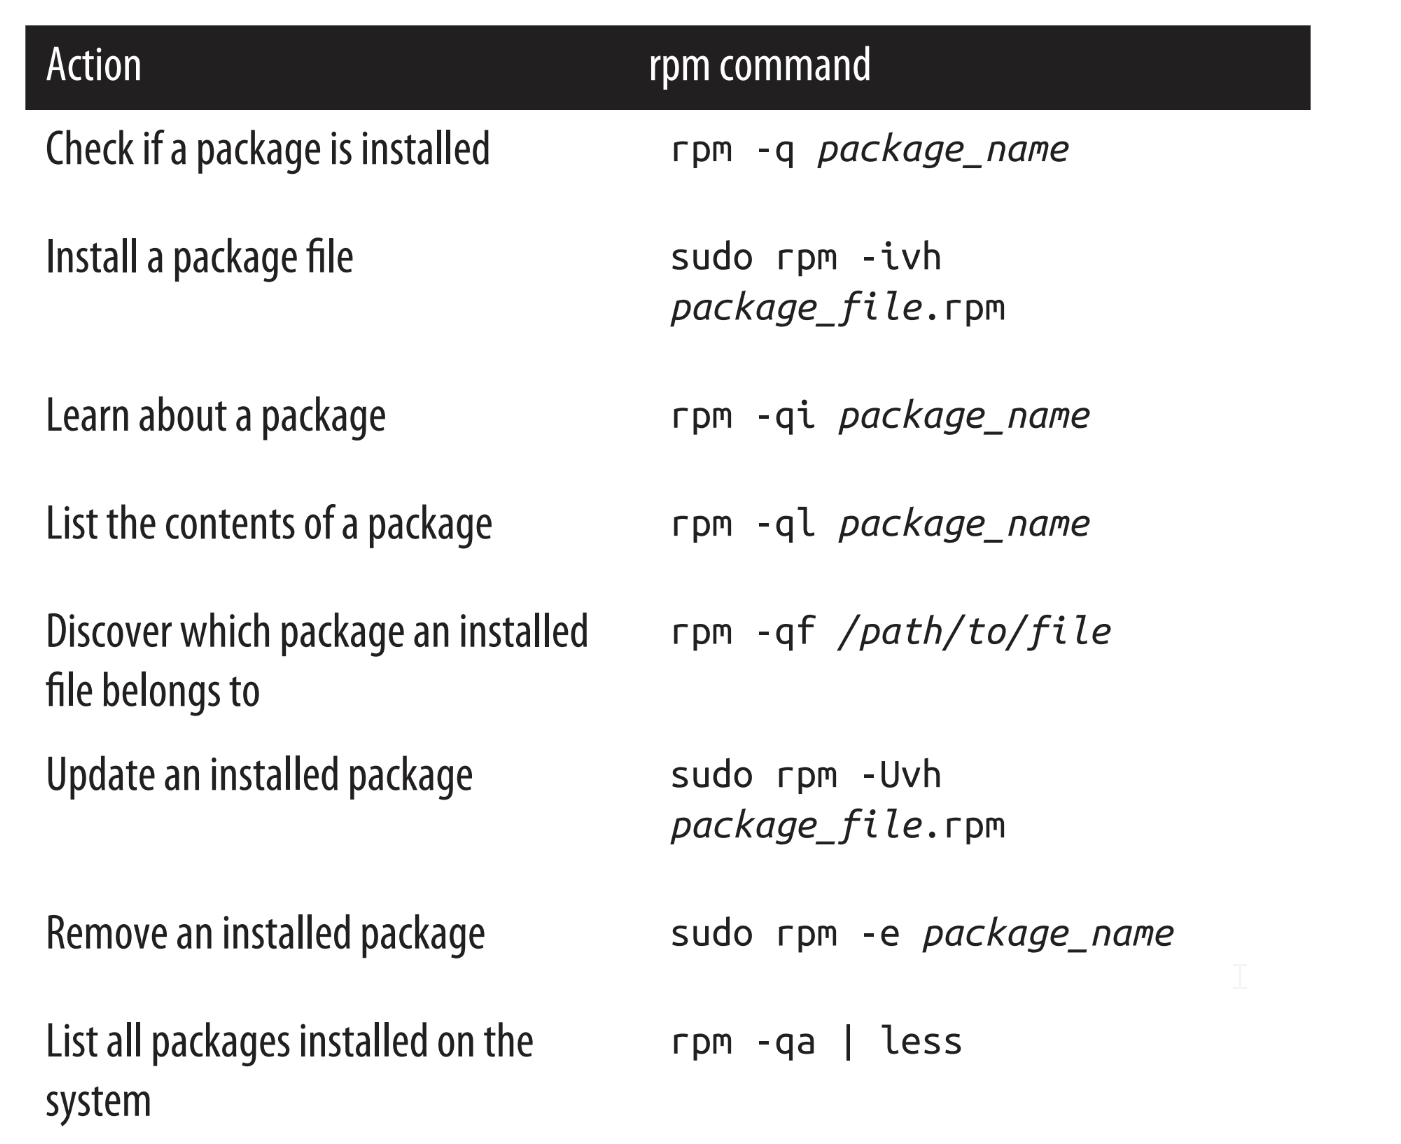 Action rpm command
Check if a package is installed rpm -q package_name
Install a package file sudo rpm -ivh
package_file.rpm
Learn about a package rpm -qi package_name
List the contents of a package rpm -ql package_name
Discover which package an installed rpm -qf /path/to/file
file belongs to
Update an installed package sudo rpm -Uvh
package_file.rpm
Remove an installed package sudo rpm -e package_name
List all packages installed on the rpm -qa | less
system